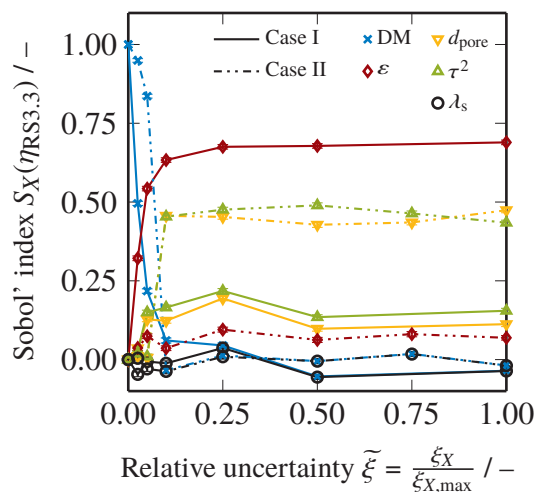 Sobol' index S_X(η_RS3.3) / –
1.00
0.75
0.50
0.25
0.00
Case I
Case II
DM
ε
d_pore
τ²
λ_s
0.00 0.25 0.50 0.75 1.00
Relative uncertainty ξ̃ = ξ_X / ξ_X,max / –